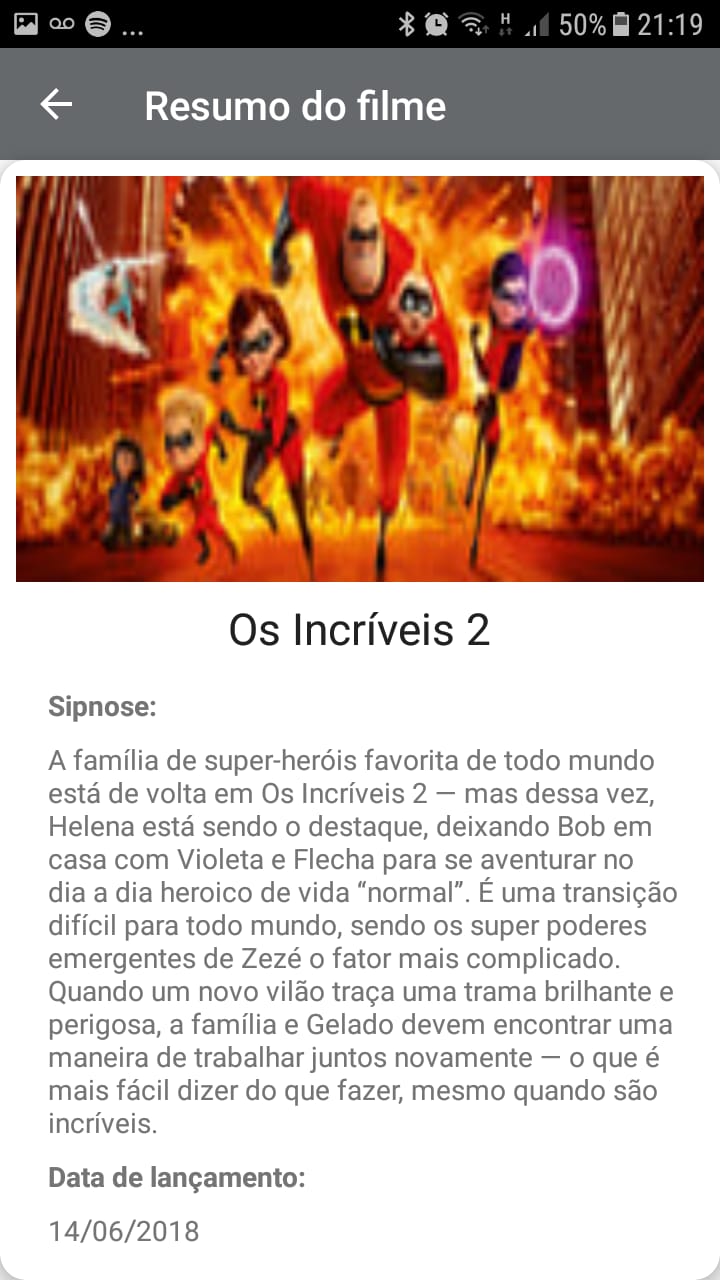 ... H 50% 21:19
Resumo do filme
Os Incríveis 2
Sipnose:
A família de super-heróis favorita de todo mundo
está de volta em Os Incríveis 2 — mas dessa vez,
Helena está sendo o destaque, deixando Bob em
casa com Violeta e Flecha para se aventurar no
dia a dia heroico de vida “normal”. É uma transição
difícil para todo mundo, sendo os super poderes
emergentes de Zezé o fator mais complicado.
Quando um novo vilão traça uma trama brilhante e
perigosa, a família e Gelado devem encontrar uma
maneira de trabalhar juntos novamente — o que é
mais fácil dizer do que fazer, mesmo quando são
incríveis.
Data de lançamento:
14/06/2018